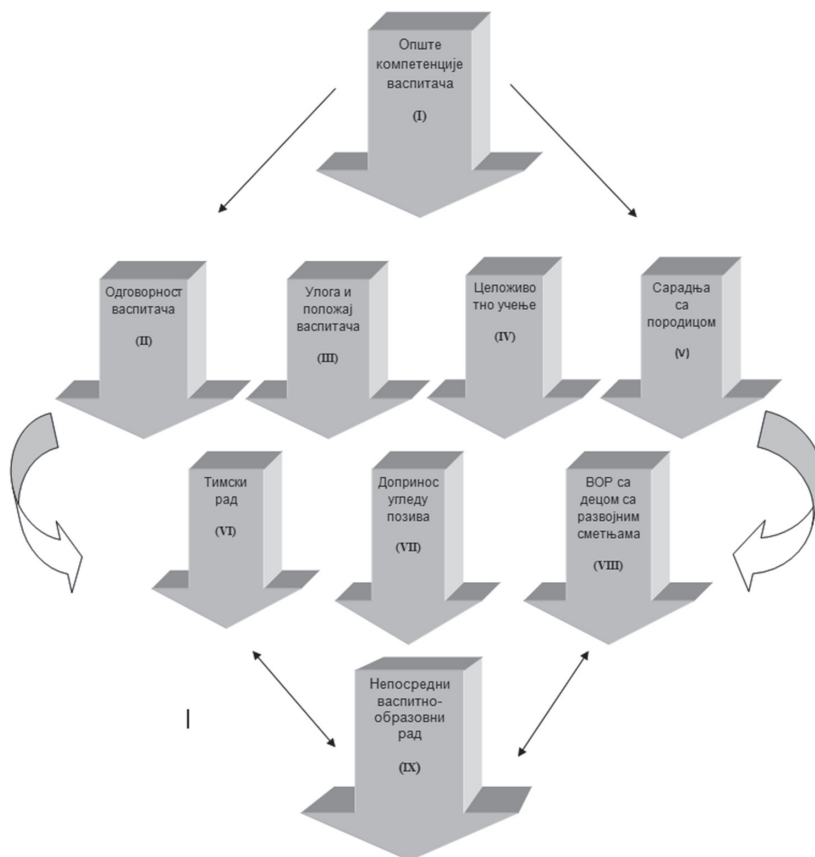 Опште
компетенције
васпитача
(I)
Одговорност
васпитача
(II)
Улога и
положај
васпитача
(III)
Целоживо
тно учење
(IV)
Сарадња
са
породицом
(V)
Тимски
рад
(VI)
Допринос
угледу
позива
(VII)
ВОР са
децом са
развојним
сметњама
(VIII)
Непосредни
васпитно-
образовни
рад
(IX)